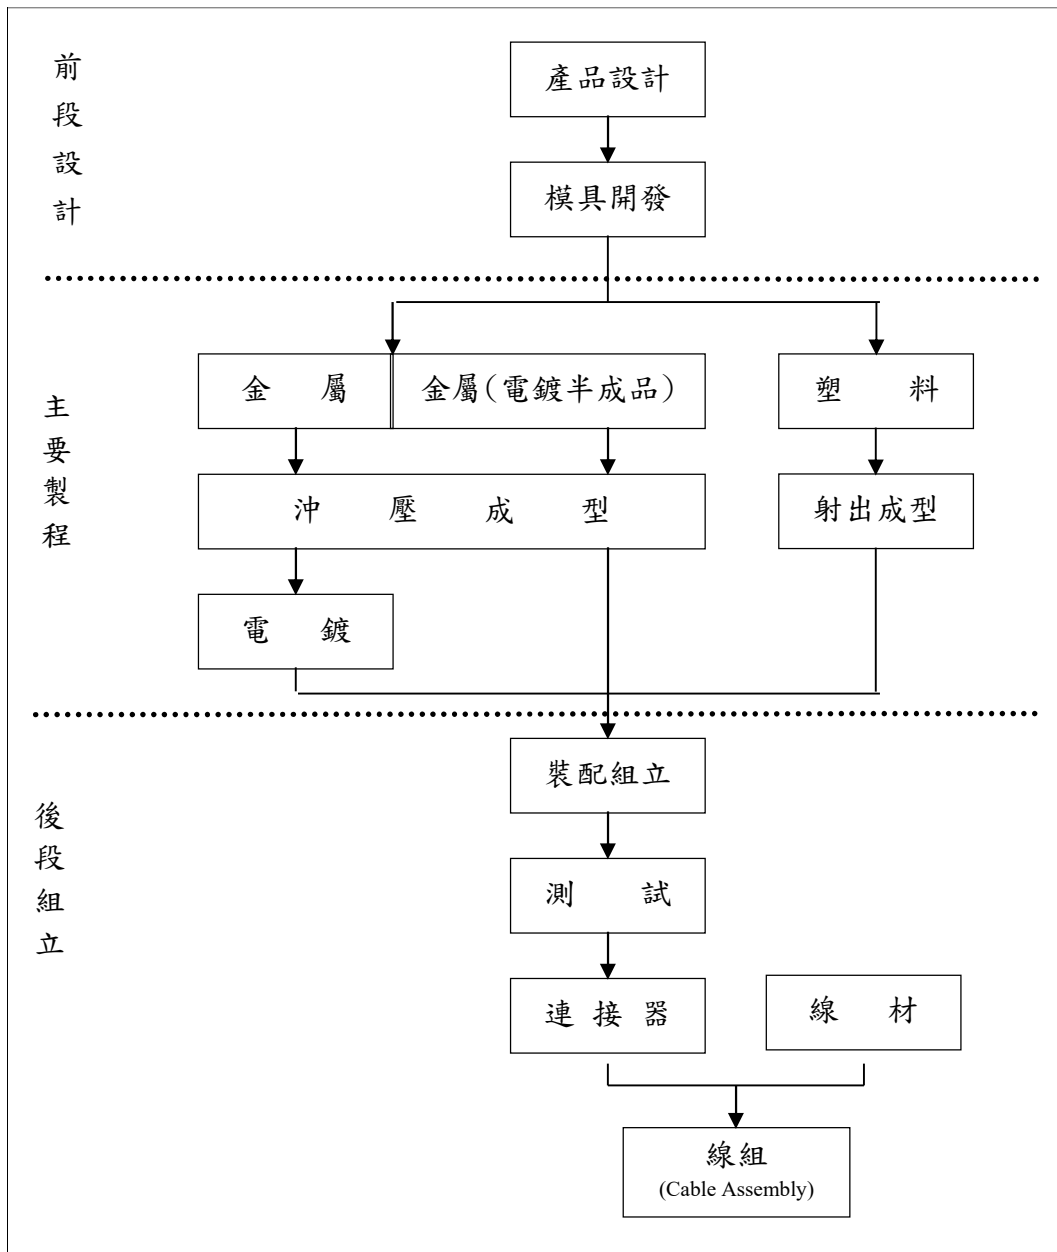 前段設計
產品設計
模具開發
主要製程
金屬
金屬(電鍍半成品)
塑料
沖壓成型
射出成型
電鍍
後段組立
裝配組立
測試
連接器
線材
線組
(Cable Assembly)